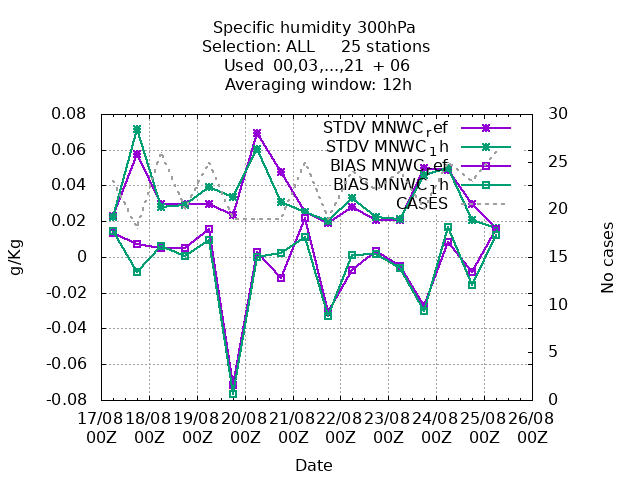 Specific humidity 300hPa
Selection: ALL 25 stations
Used 00,03,...,21 + 06
Averaging window: 12h
0.08
0.06
0.04
0.02
0
-0.02
-0.04
-0.06
-0.08
30
25
20
15
10
5
0
STDV MNWC_ref
STDV MNWC_1h
BIAS MNWC_ref
BIAS MNWC_1h
CASES
g/Kg
No cases
17/08 18/08 19/08 20/08 21/08 22/08 23/08 24/08 25/08 26/08
00Z 00Z 00Z 00Z 00Z 00Z 00Z 00Z 00Z 00Z
Date